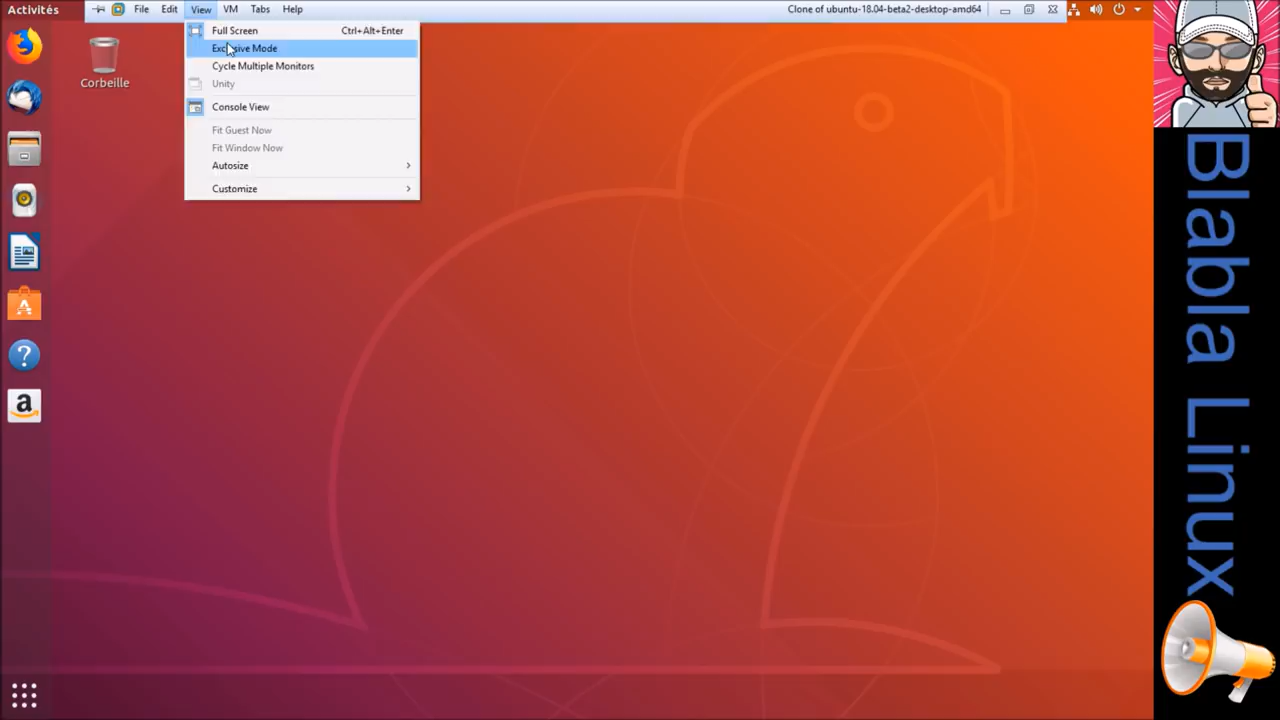 Activités
File Edit View VM Tabs Help
Clone of ubuntu-18.04-beta2-desktop-amd64
Full Screen Ctrl+Alt+Enter
Exclusive Mode
Cycle Multiple Monitors
Unity
Console View
Fit Guest Now
Fit Window Now
Autosize
Customize
Corbeille
Blabla Linux